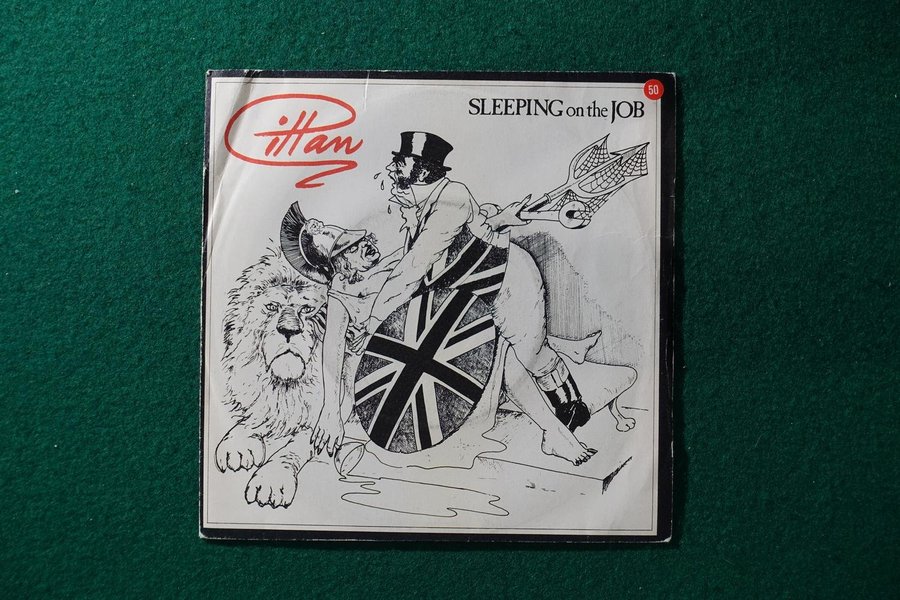 Gillan
SLEEPING on the JOB
50